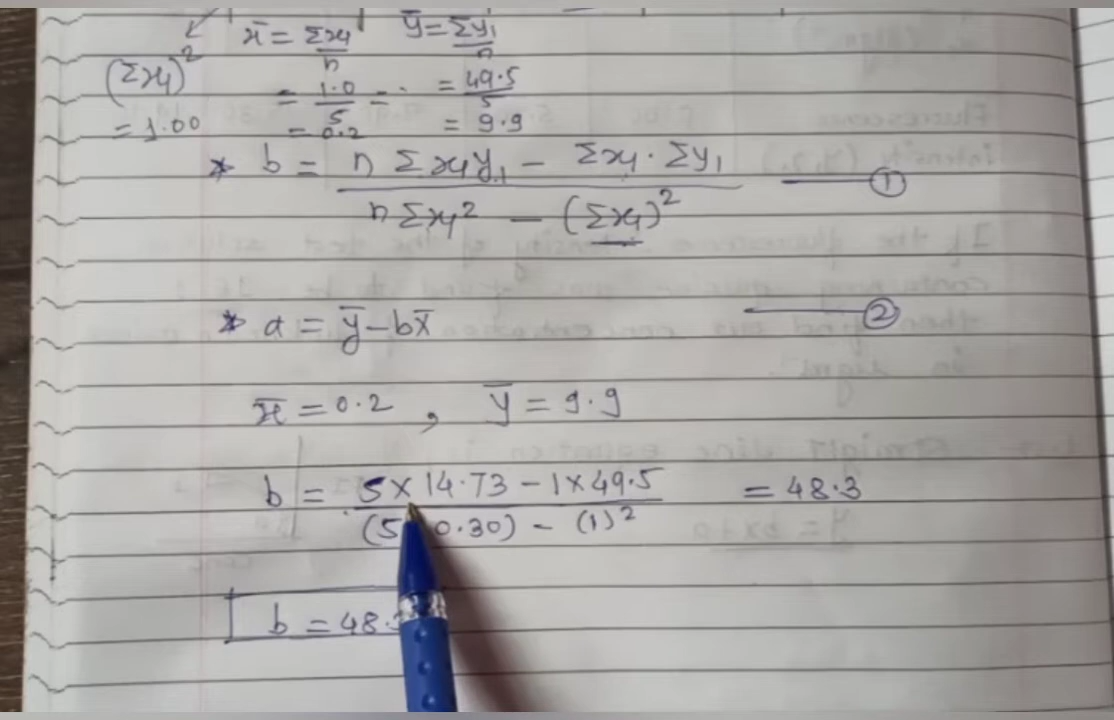 x̄ = Σx₁/n   ȳ = Σy₁/n
(Σx₁)²   = 1.0/5 =   = 49.5/5
= 1.00   = 0.2   = 9.9
* b = n Σx₁y₁ − Σx₁·Σy₁ / n Σx₁² − (Σx₁)² —①
* a = ȳ − bx̄ —②
x̄ = 0.2 , ȳ = 9.9
b = 5 × 14.73 − 1 × 49.5 / (5 0.30) − (1)² = 48.3
b = 48.